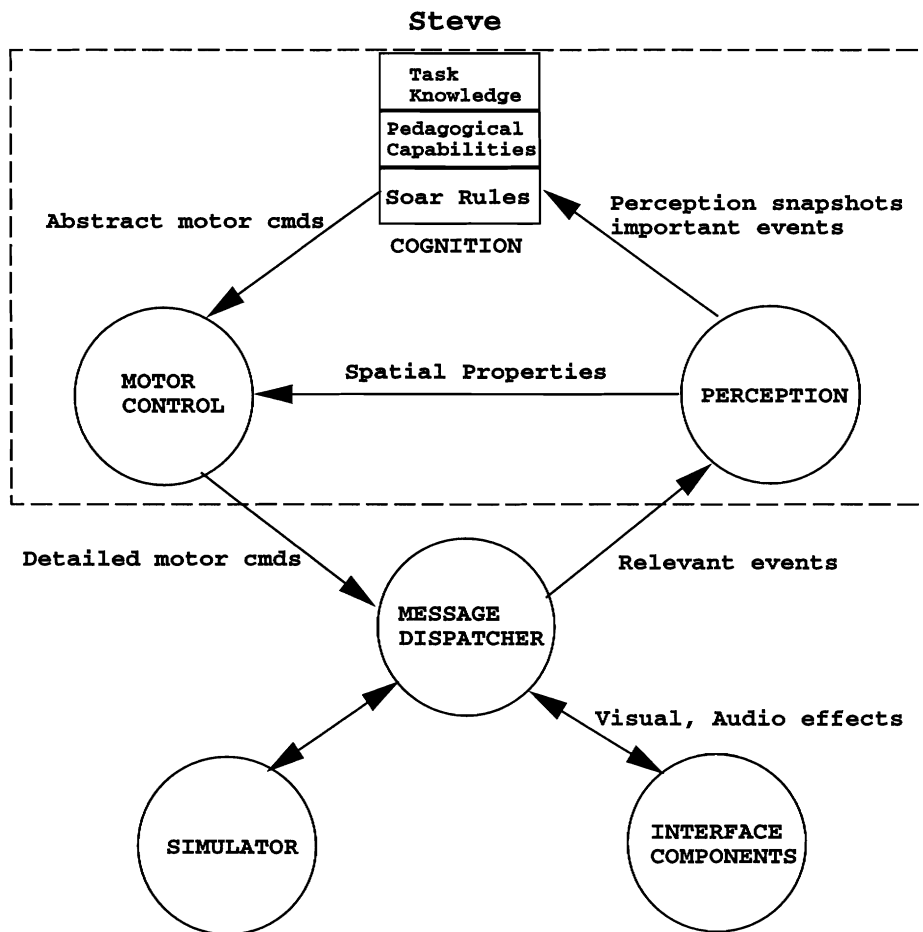 Steve
Task
Knowledge
Pedagogical
Capabilities
Soar Rules
COGNITION
Abstract motor cmds
Perception snapshots
important events
MOTOR
CONTROL
Spatial Properties
PERCEPTION
Detailed motor cmds
Relevant events
MESSAGE
DISPATCHER
Visual, Audio effects
SIMULATOR
INTERFACE
COMPONENTS